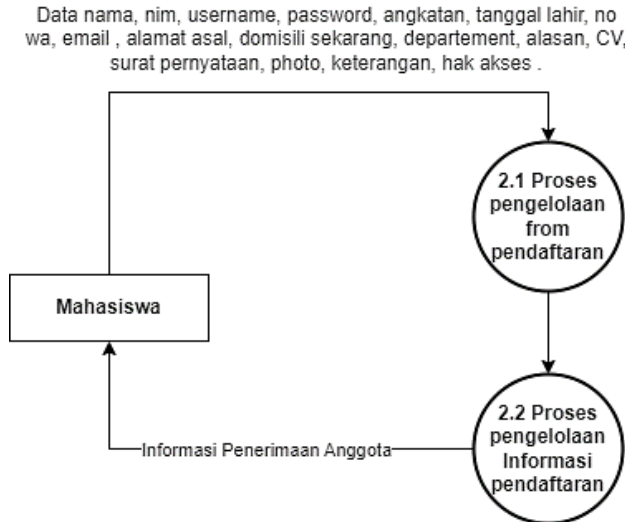 Data nama, nim, username, password, angkatan, tanggal lahir, no
wa, email , alamat asal, domisili sekarang, departement, alasan, CV,
surat pernyataan, photo, keterangan, hak akses .
2.1 Proses
pengelolaan
from
pendaftaran
Mahasiswa
Informasi Penerimaan Anggota
2.2 Proses
pengelolaan
Informasi
pendaftaran